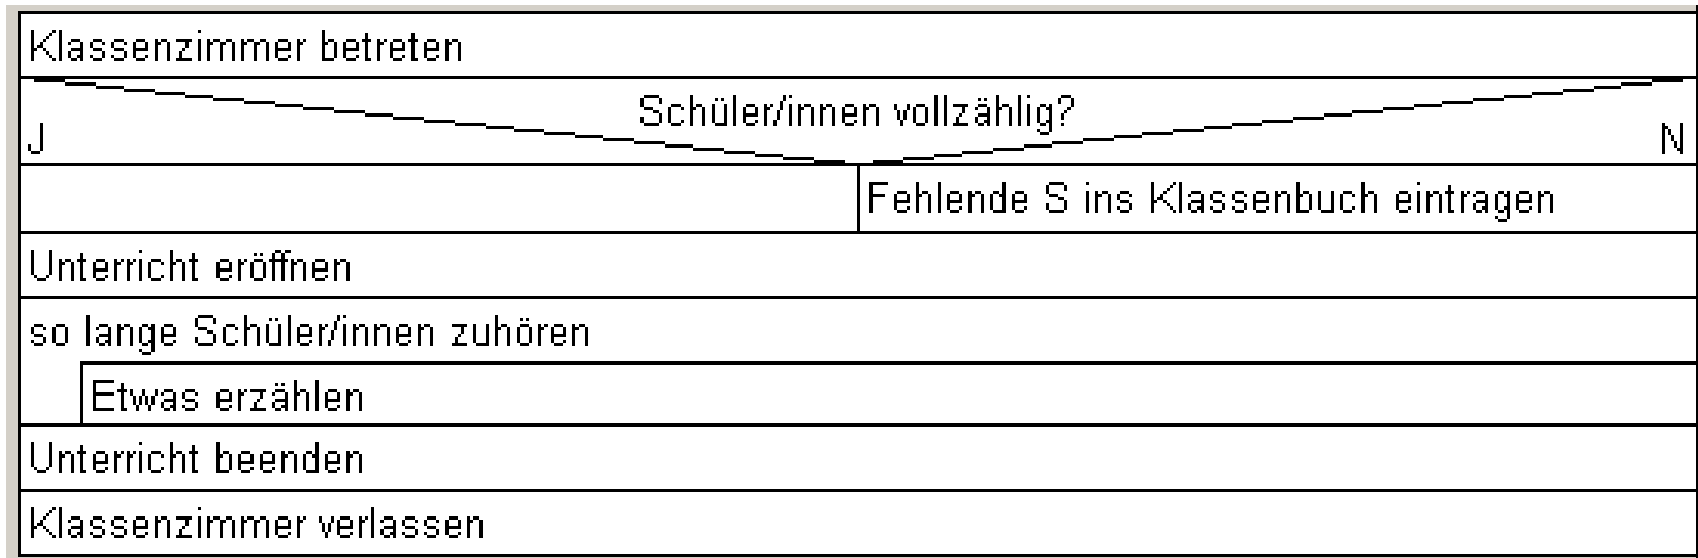 Klassenzimmer betreten
Schüler/innen vollzählig?
J
N
Fehlende S ins Klassenbuch eintragen
Unterricht eröffnen
so lange Schüler/innen zuhören
Etwas erzählen
Unterricht beenden
Klassenzimmer verlassen